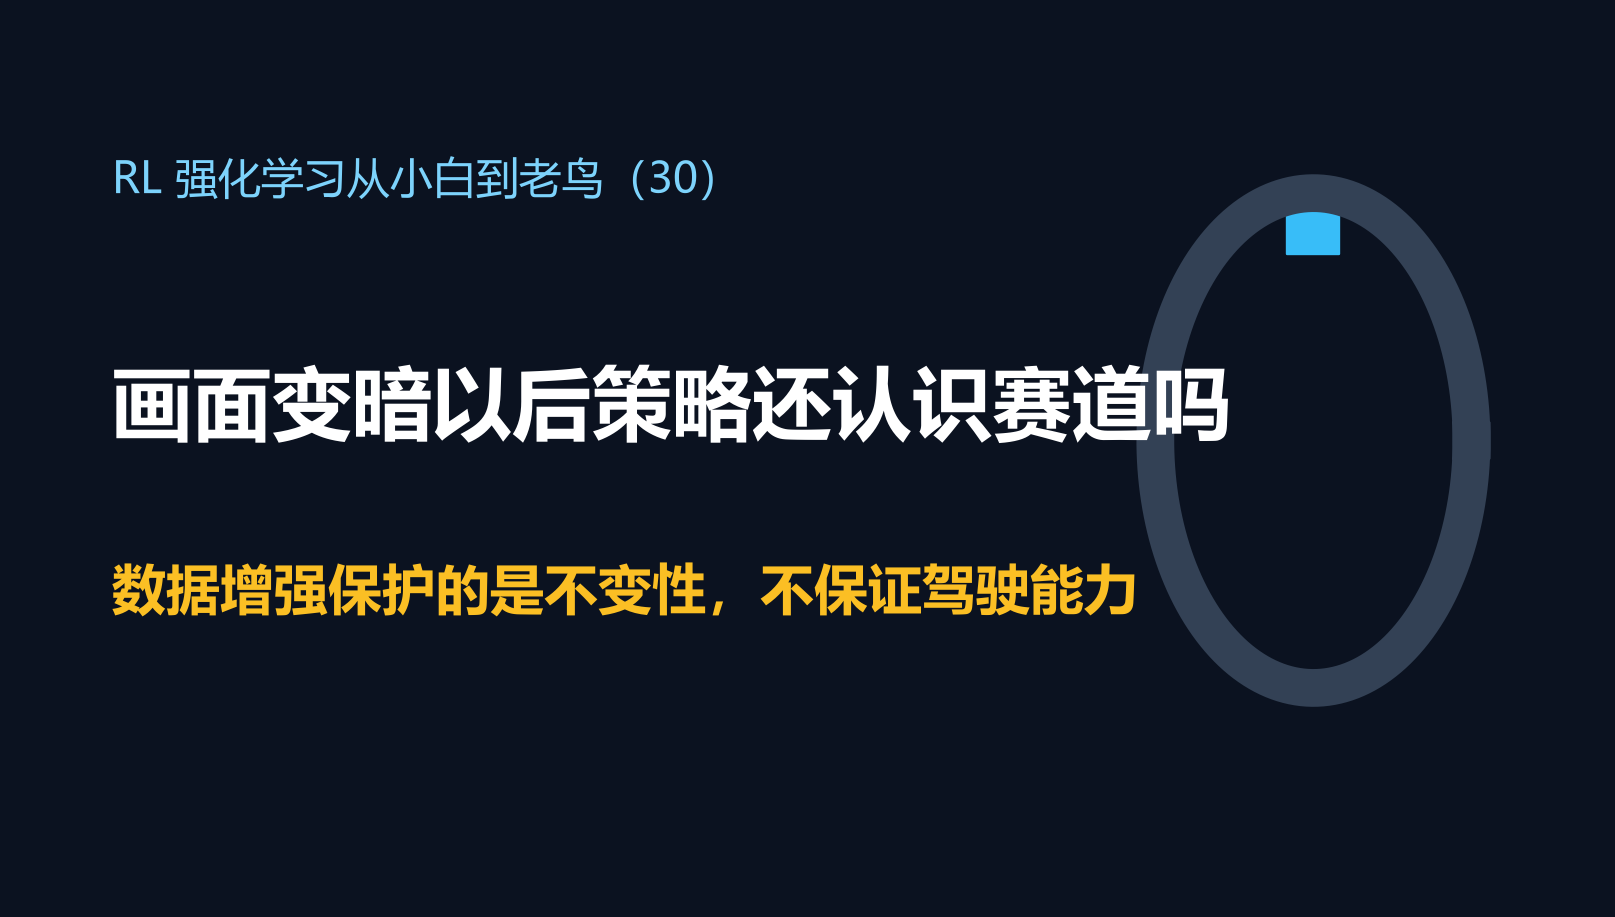 RL 强化学习从小白到老鸟（30）
画面变暗以后策略还认识赛道吗
数据增强保护的是不变性，不保证驾驶能力